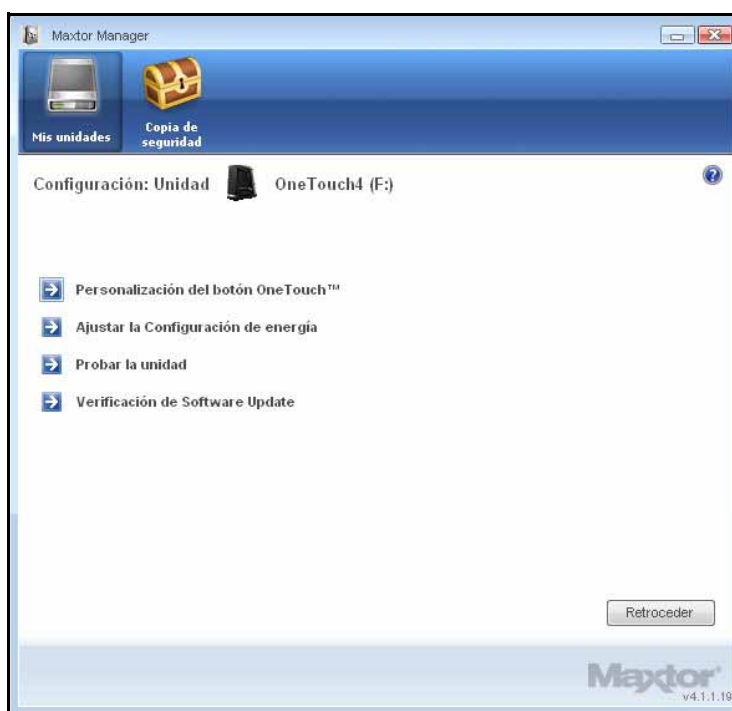 Maxtor Manager
Mis unidades
Copia de
seguridad
Configuración: Unidad OneTouch4 (F:)
Personalización del botón OneTouch™
Ajustar la Configuración de energía
Probar la unidad
Verificación de Software Update
Retroceder
Maxtor
v4.1.1.19